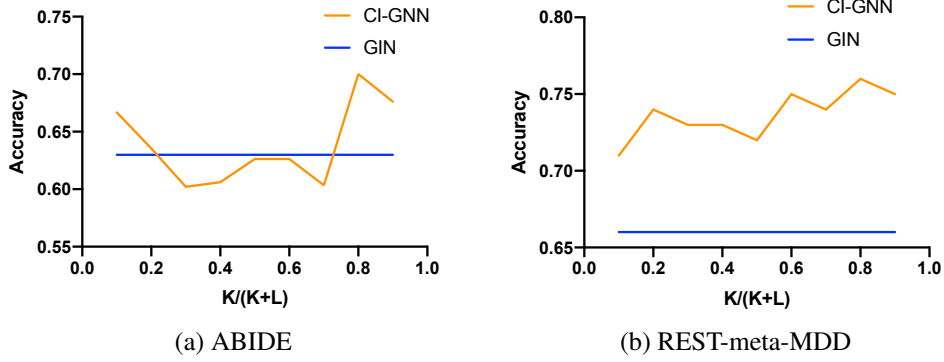 CI-GNN
GIN
Accuracy
0.75
0.70
0.65
0.60
0.55
0.0 0.2 0.4 0.6 0.8 1.0
K/(K+L)
(a) ABIDE
CI-GNN
GIN
Accuracy
0.80
0.75
0.70
0.65
0.0 0.2 0.4 0.6 0.8 1.0
K/(K+L)
(b) REST-meta-MDD